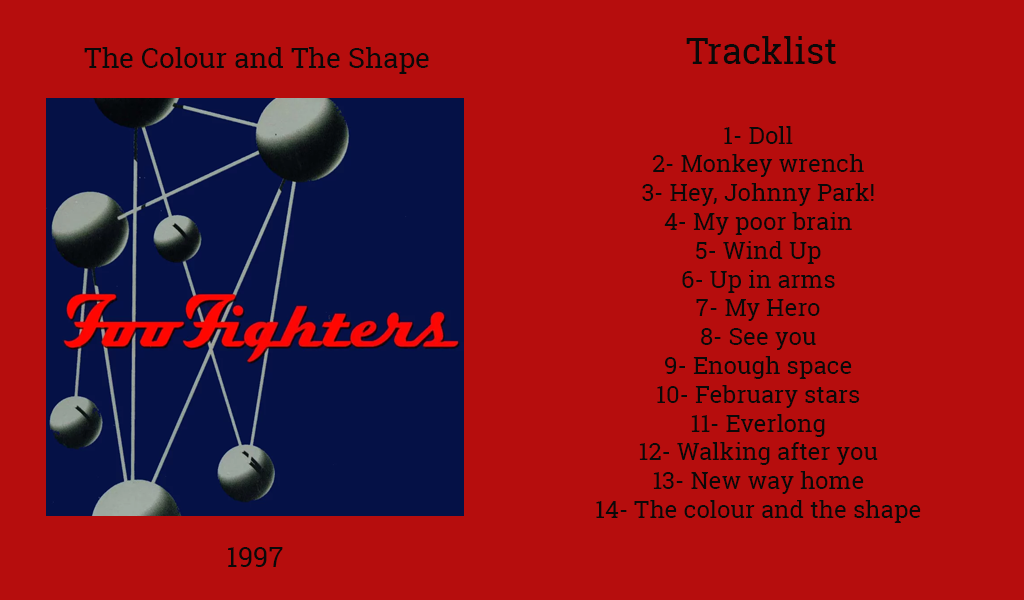 The Colour and The Shape
Foo Fighters
1997
Tracklist
1- Doll
2- Monkey wrench
3- Hey, Johnny Park!
4- My poor brain
5- Wind Up
6- Up in arms
7- My Hero
8- See you
9- Enough space
10- February stars
11- Everlong
12- Walking after you
13- New way home
14- The colour and the shape